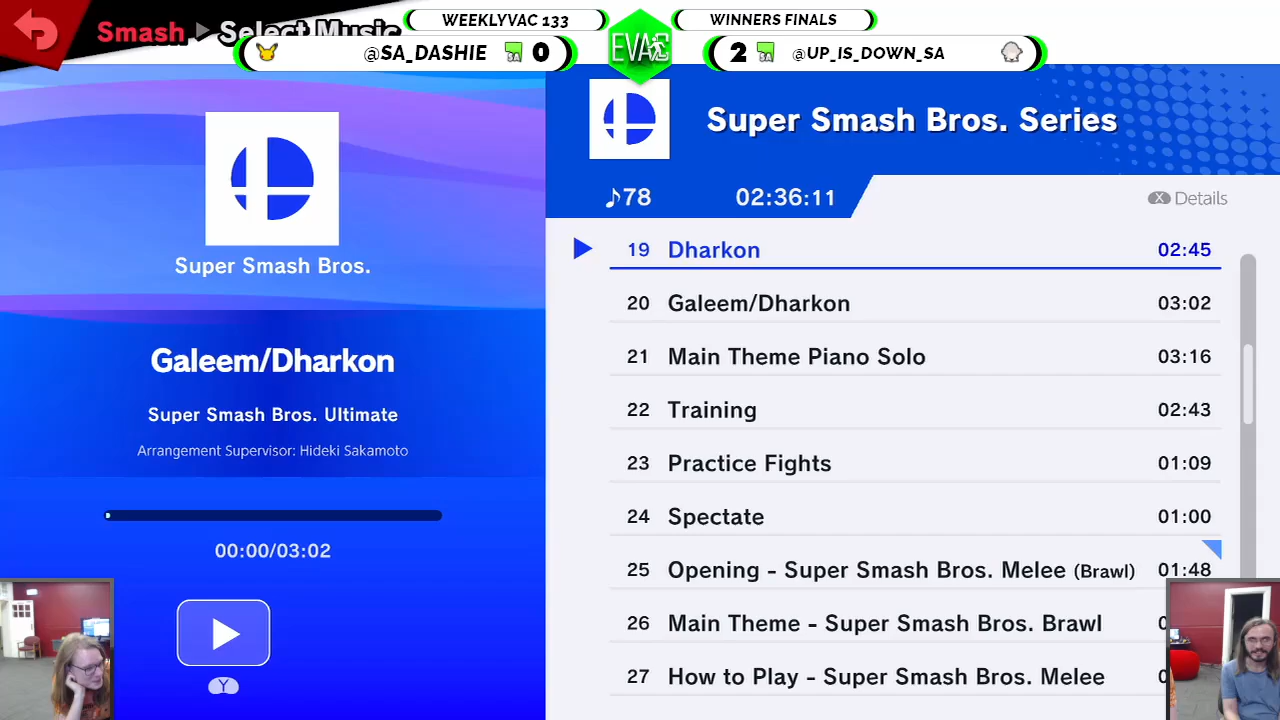 Smash ▶ Select Music
WEEKLYVAC 133
WINNERS FINALS
@SA_DASHIE SA 0
EVAC
2 SA @UP_IS_DOWN_SA
Super Smash Bros.
Galeem/Dharkon
Super Smash Bros. Ultimate
Arrangement Supervisor: Hideki Sakamoto
00:00/03:02
Y
Super Smash Bros. Series
♪78 02:36:11
X Details
19 Dharkon 02:45
20 Galeem/Dharkon 03:02
21 Main Theme Piano Solo 03:16
22 Training 02:43
23 Practice Fights 01:09
24 Spectate 01:00
25 Opening - Super Smash Bros. Melee (Brawl) 01:48
26 Main Theme - Super Smash Bros. Brawl
27 How to Play - Super Smash Bros. Melee